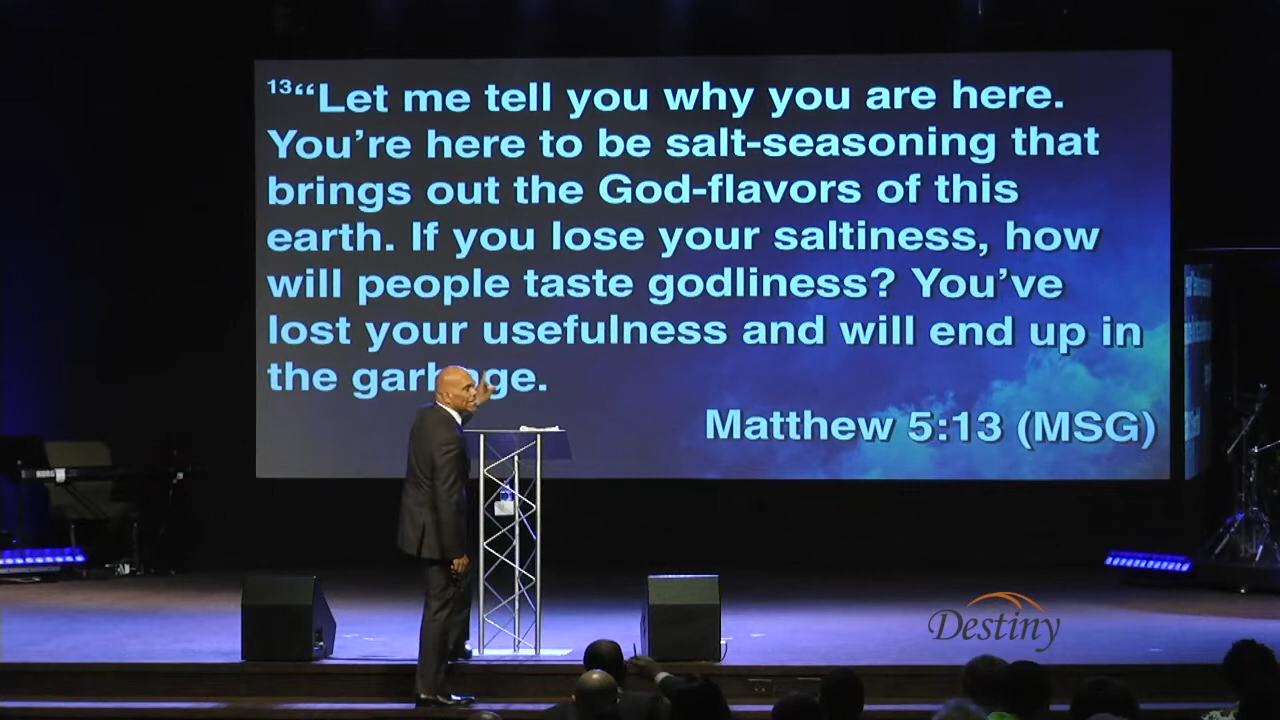 ¹³“Let me tell you why you are here.
You’re here to be salt-seasoning that
brings out the God-flavors of this
earth. If you lose your saltiness, how
will people taste godliness? You’ve
lost your usefulness and will end up in
the garbage.
Matthew 5:13 (MSG)
KORG
Destiny